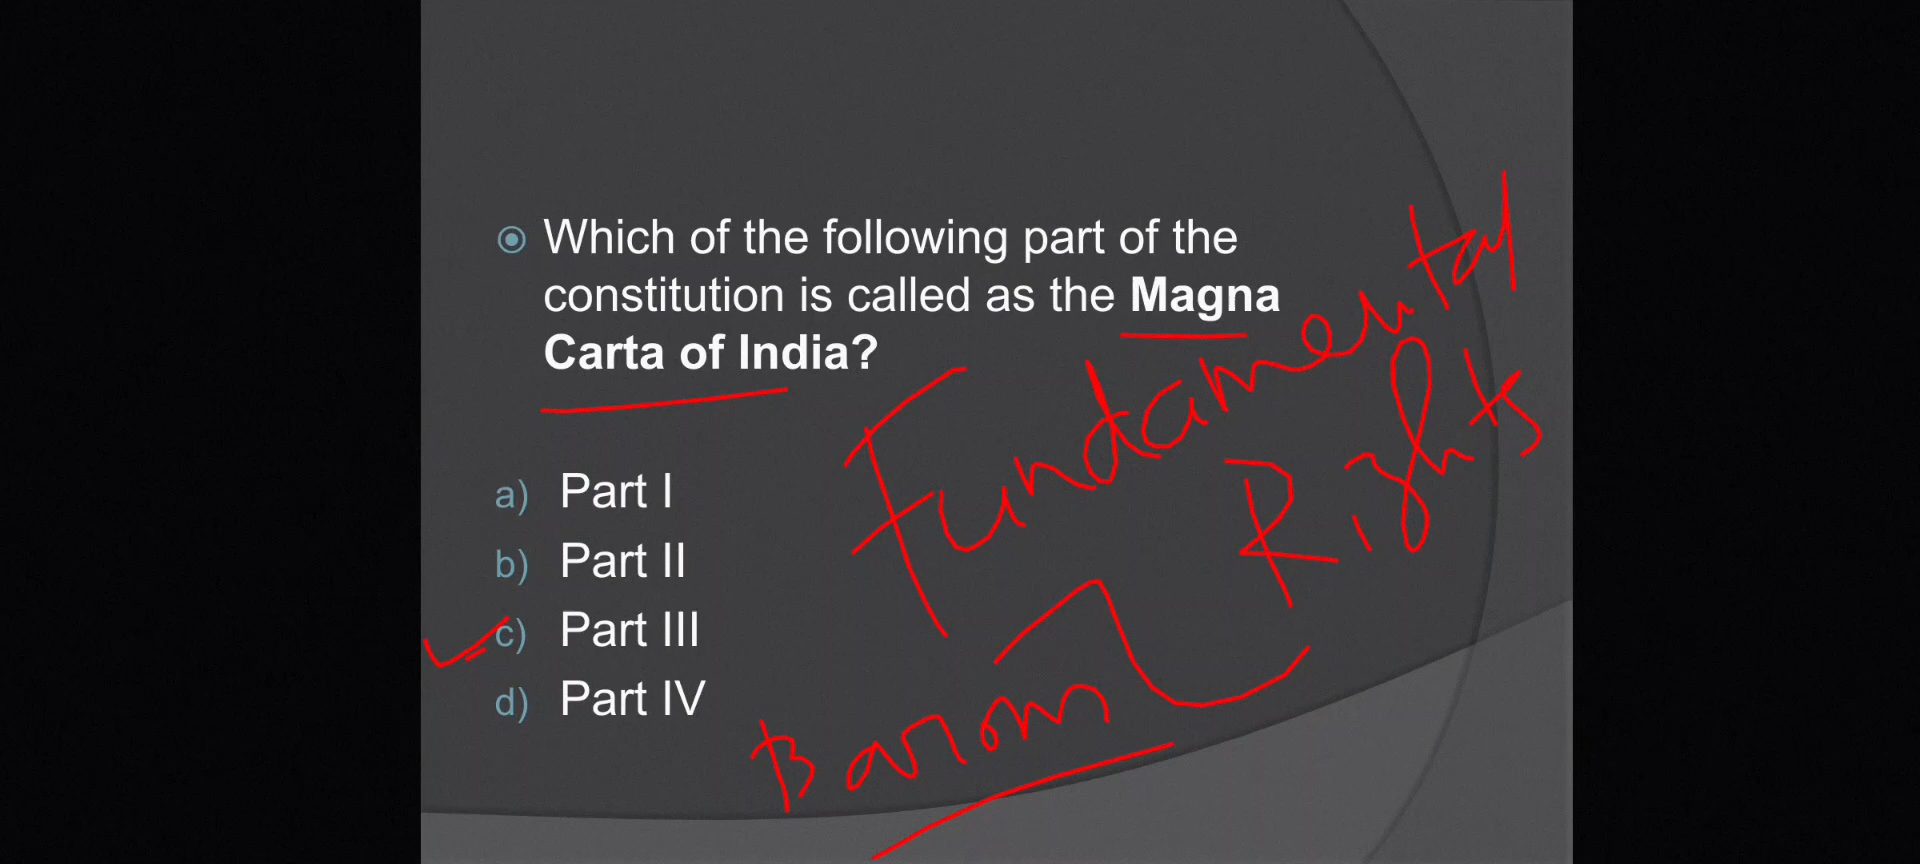 Which of the following part of the
constitution is called as the Magna
Carta of India?
a) Part I
b) Part II
c) Part III
d) Part IV
Fundamental
Rights